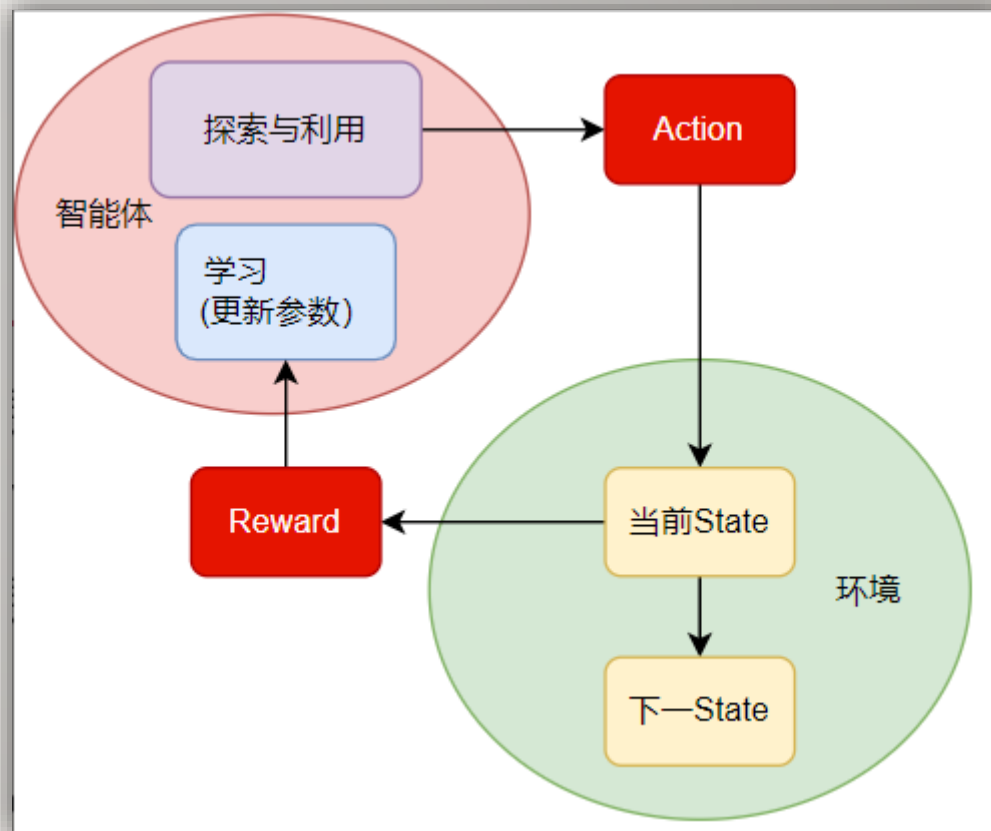 探索与利用
Action
智能体
学习
(更新参数）
Reward
当前State
环境
下一State